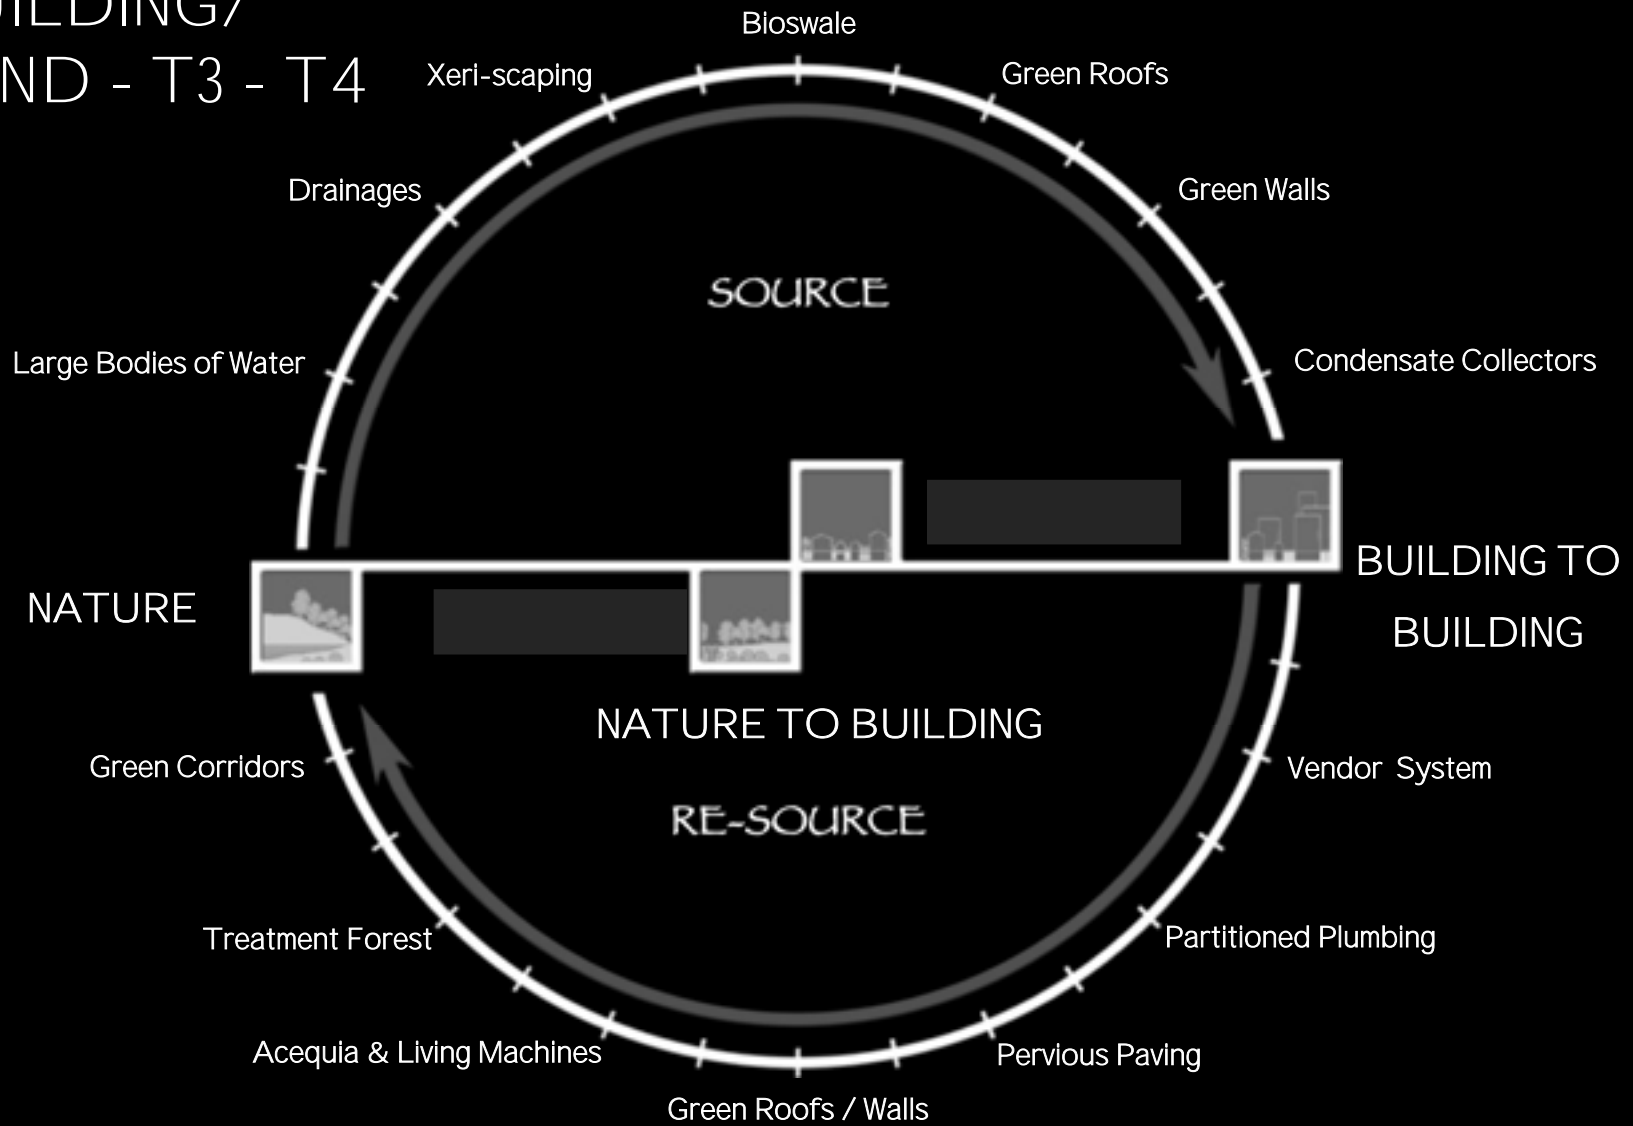 ND - T3 - T4
Bioswale
Xeri-scaping
Green Roofs
Drainages
Green Walls
SOURCE
Large Bodies of Water
Condensate Collectors
NATURE
BUILDING TO
BUILDING
NATURE TO BUILDING
Green Corridors
Vendor System
RE-SOURCE
Treatment Forest
Partitioned Plumbing
Acequia & Living Machines
Pervious Paving
Green Roofs / Walls